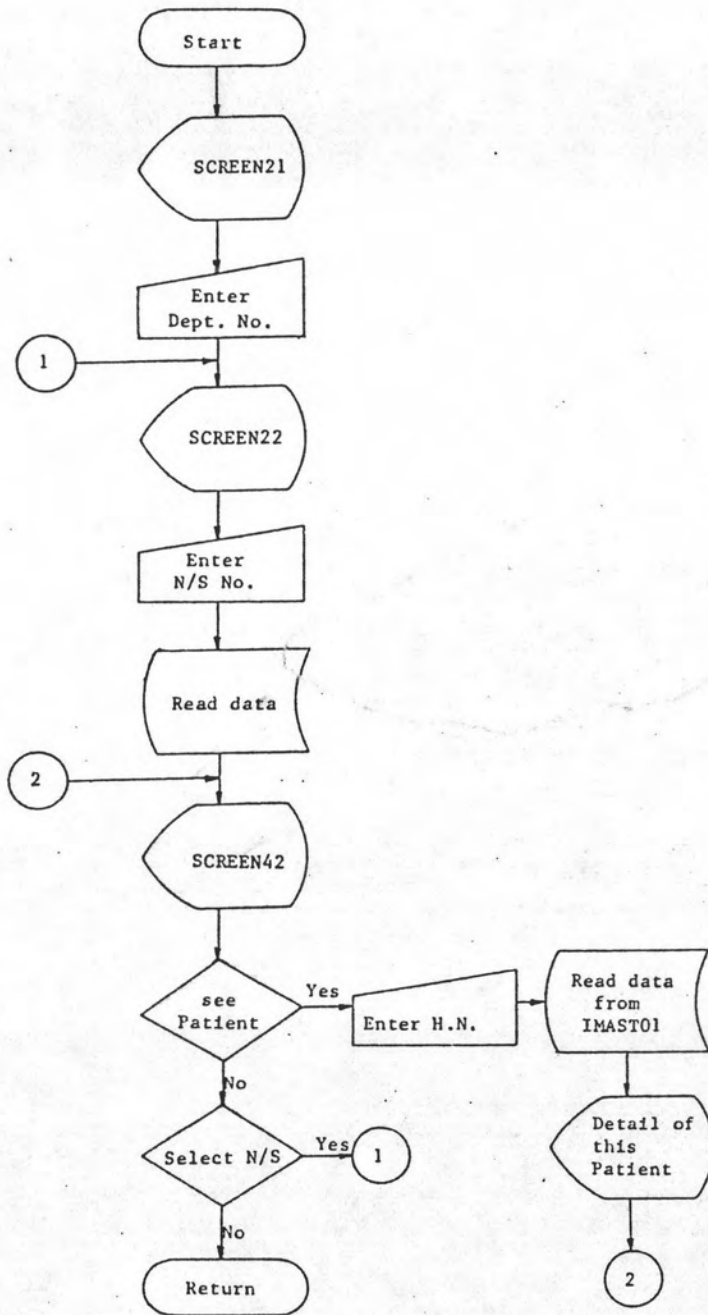 Start
SCREEN21
Enter
Dept. No.
1
SCREEN22
Enter
N/S No.
Read data
2
SCREEN42
see
Patient
Yes
Enter H.N.
Read data
from
IMAST01
No
Detail of
this
Patient
Select N/S
Yes
1
No
2
Return